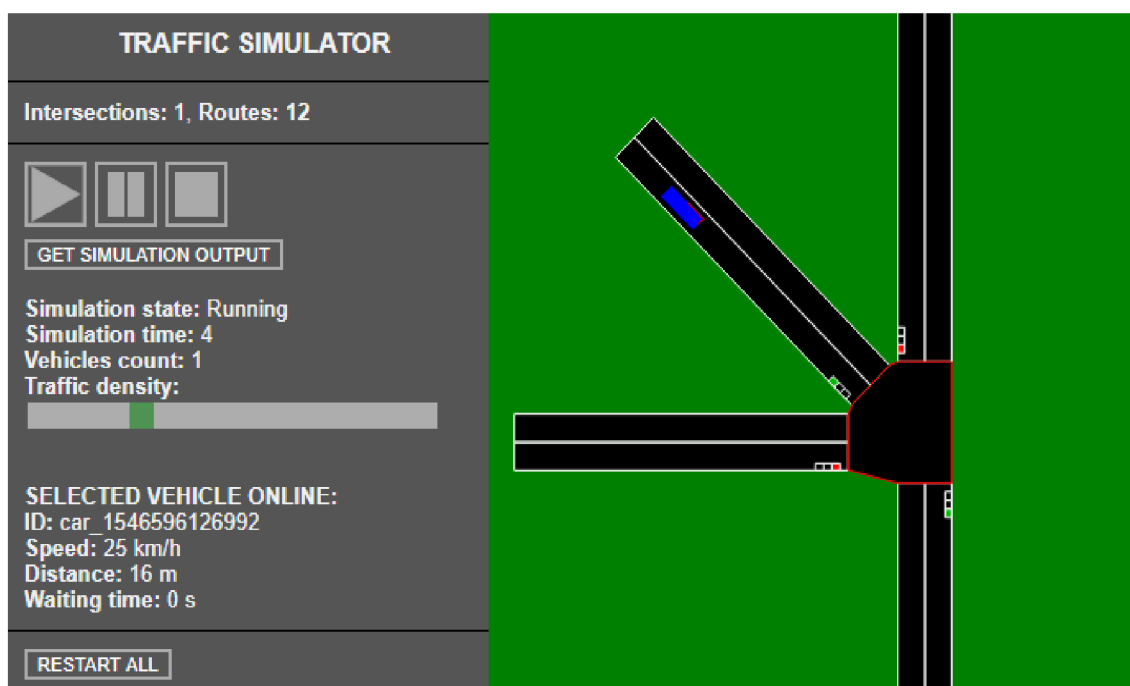 TRAFFIC SIMULATOR
Intersections: 1, Routes: 12
GET SIMULATION OUTPUT
Simulation state: Running
Simulation time: 4
Vehicles count: 1
Traffic density:
SELECTED VEHICLE ONLINE:
ID: car_1546596126992
Speed: 25 km/h
Distance: 16 m
Waiting time: 0 s
RESTART ALL